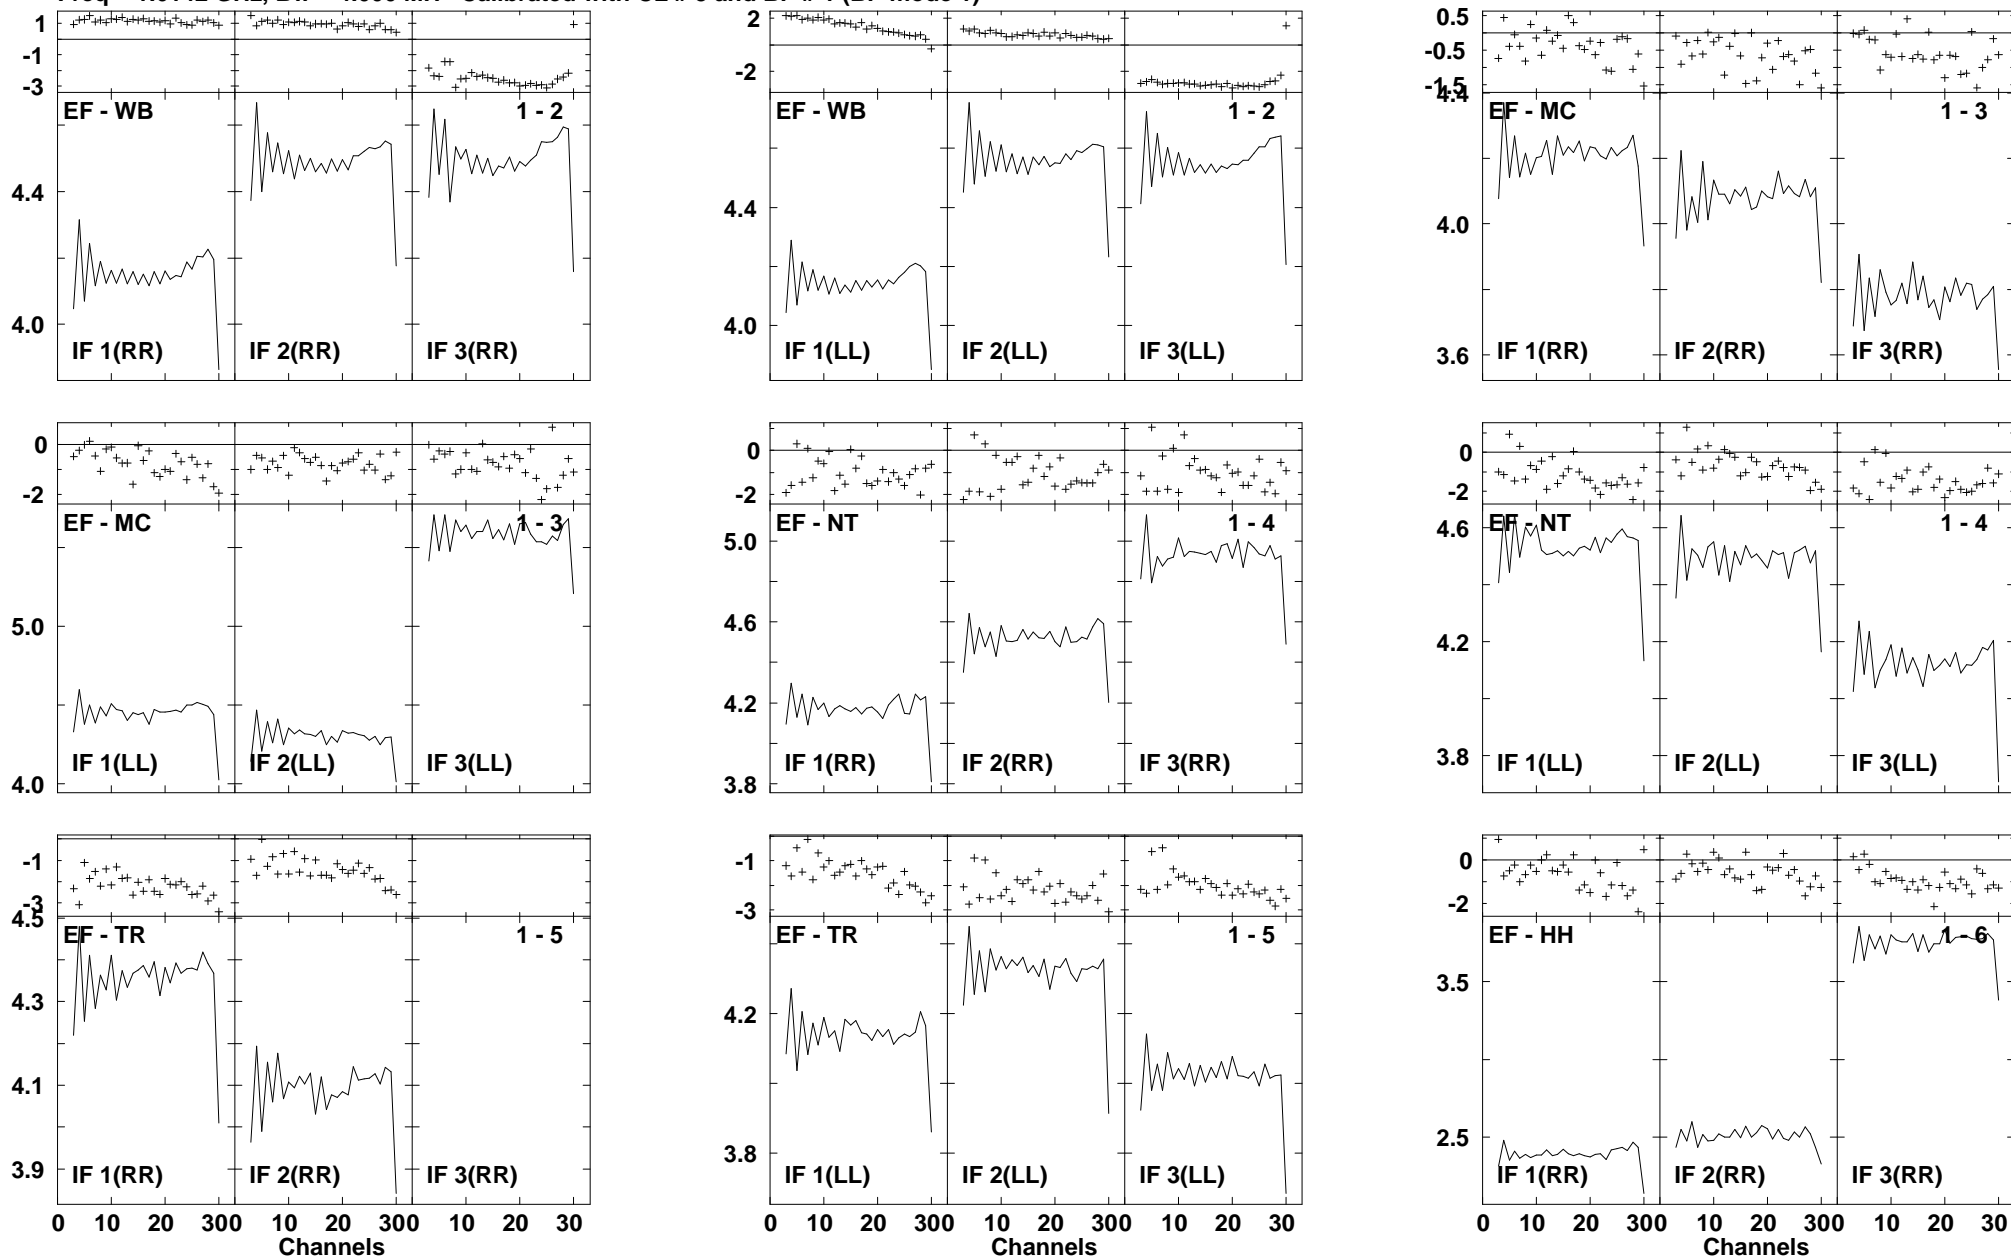 1
-1
-3
EF - WB
1 - 2
4.4
4.0
IF 1(RR)
IF 2(RR)
IF 3(RR)
2
-2
EF - WB
1 - 2
4.4
4.0
IF 1(LL)
IF 2(LL)
IF 3(LL)
0.5
-0.5
-1.5
4.4
EF - MC
1 - 3
4.0
3.6
IF 1(RR)
IF 2(RR)
IF 3(RR)
0
-2
EF - MC
1 - 3
5.0
4.0
IF 1(LL)
IF 2(LL)
IF 3(LL)
0
-2
EF - NT
1 - 4
5.0
4.6
4.2
3.8
IF 1(RR)
IF 2(RR)
IF 3(RR)
0
-2
EF - NT
1 - 4
4.6
4.2
3.8
IF 1(LL)
IF 2(LL)
IF 3(LL)
-1
-3
4.5
EF - TR
1 - 5
4.3
4.1
3.9
IF 1(RR)
IF 2(RR)
IF 3(RR)
0 10 20 300 10 20 300 10 20 30
Channels
-1
-3
EF - TR
1 - 5
4.2
3.8
IF 1(LL)
IF 2(LL)
IF 3(LL)
0 10 20 300 10 20 300 10 20 30
Channels
0
-2
EF - HH
1 - 6
3.5
2.5
IF 1(RR)
IF 2(RR)
IF 3(RR)
0 10 20 300 10 20 300 10 20 30
Channels